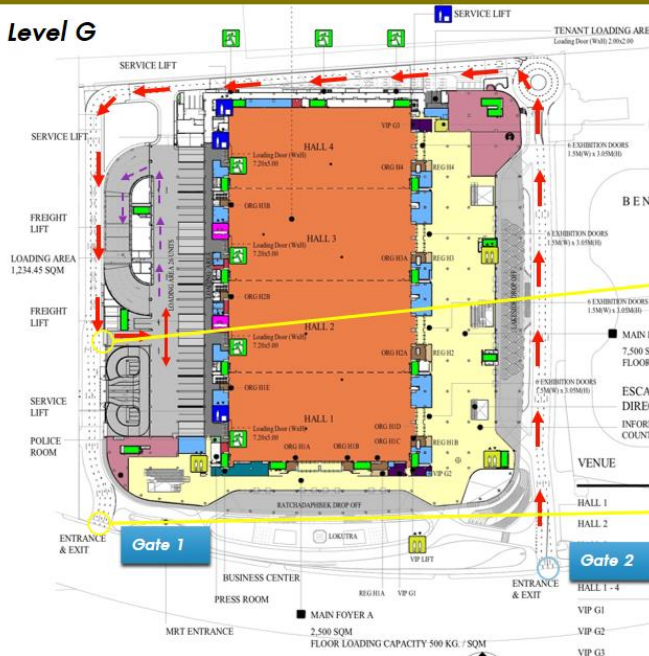 Level G
SERVICE LIFT
TENANT LOADING ARE
Loading Door (WxH) 2.00x2.00
SERVICE LIFT
SERVICE LIFT
VIP G3
HALL 4
Loading Door (WxH)
7.20x5.00
ORG H4
REG H4
6 EXHIBITION DOORS
1.5M(W) x 3.05M(H)
ORG H3B
BEN
FREIGHT
LIFT
LOADING AREA
1,234.45 SQM
LOADING AREA 26 UNITS
HALL 3
Loading Door (WxH)
7.20x5.00
ORG H3A
REG H3
6 EXHIBITION DOORS
1.5M(W) x 3.05M(H)
LAKESIDE DROP OFF
ORG H2B
FREIGHT
LIFT
6 EXHIBITION DOORS
1.5M(W) x 3.05M(H)
HALL 2
Loading Door (WxH)
7.20x5.00
ORG H2A
REG H2
MAIN
7,500 S
FLOOR
ORG H1E
6 EXHIBITION DOORS
1.5M(W) x 3.05M(H)
ESCA
DIREC
SERVICE
LIFT
HALL 1
Loading Door (WxH)
7.20x5.00
ORG H1D
ORG H1A
ORG H1B
ORG H1C
REG H1B
INFOR
COUNT
POLICE
ROOM
VIP G2
VENUE
RATCHADAPHISEK DROP OFF
HALL 1
HALL 2
ENTRANCE
& EXIT
Gate 1
LOKUTRA
VIP LIFT
Gate 2
BUSINESS CENTER
PRESS ROOM
REG H1A
VIP G1
ENTRANCE
& EXIT
HALL 1 - 4
MAIN FOYER A
2,500 SQM
FLOOR LOADING CAPACITY 500 KG. / SQM
MRT ENTRANCE
VIP G1
VIP G2
VIP G3